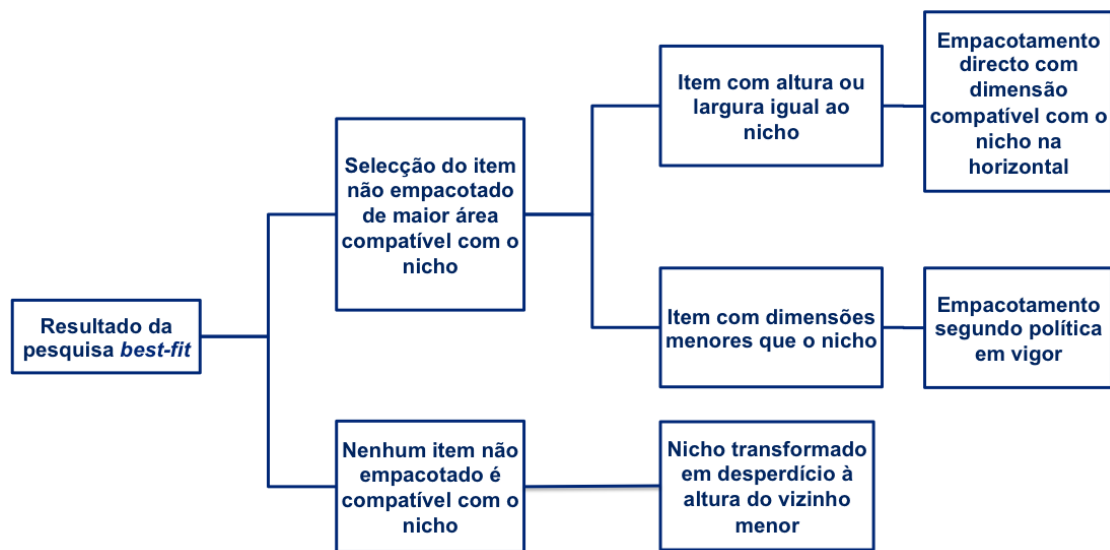 Resultado da
pesquisa best-fit
Selecção do item
não empacotado
de maior área
compatível com o
nicho
Nenhum item não
empacotado é
compatível com o
nicho
Item com altura ou
largura igual ao
nicho
Item com dimensões
menores que o nicho
Nicho transformado
em desperdício à
altura do vizinho
menor
Empacotamento
directo com
dimensão
compatível com o
nicho na
horizontal
Empacotamento
segundo política
em vigor